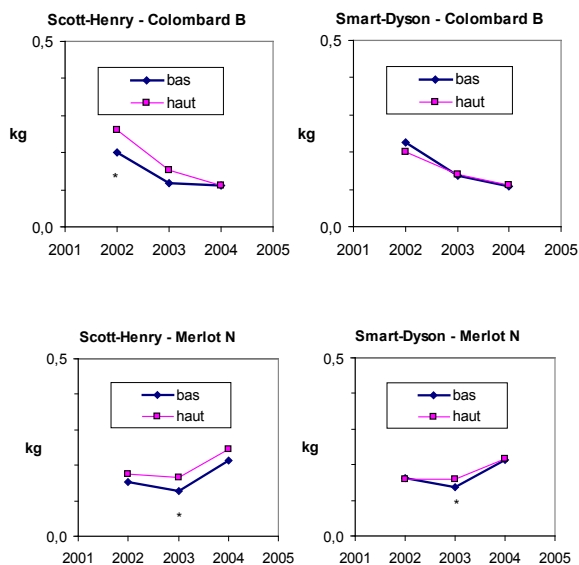 Scott-Henry - Colombard B
0,5
bas
haut
kg
*
0,0
2001 2002 2003 2004 2005
Smart-Dyson - Colombard B
0,5
bas
haut
kg
0,0
2001 2002 2003 2004 2005
Scott-Henry - Merlot N
0,5
bas
haut
kg
*
0,0
2001 2002 2003 2004 2005
Smart-Dyson - Merlot N
0,5
bas
haut
kg
*
0,0
2001 2002 2003 2004 2005